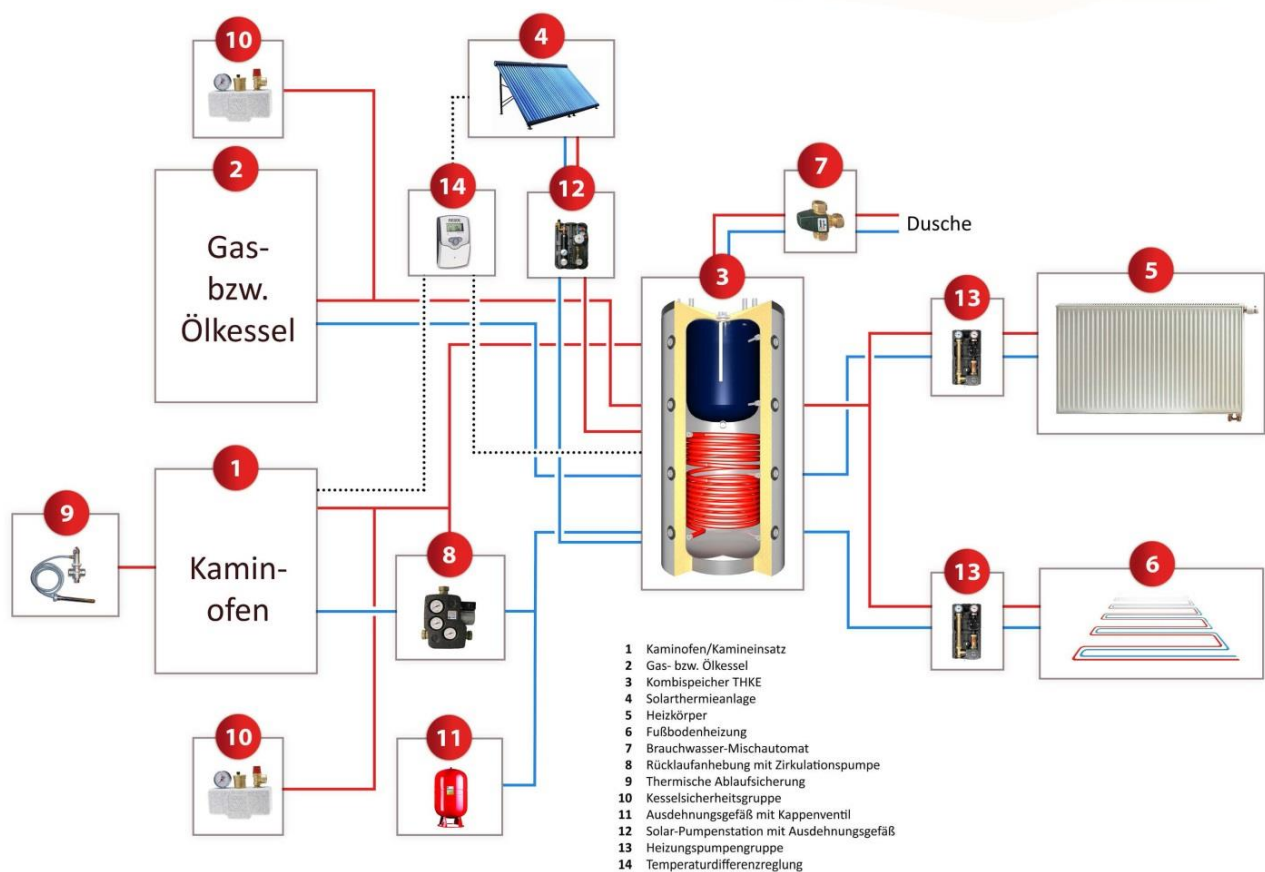 10
4
2
14
12
7
Gas-
bzw.
Ölkessel
Dusche
3
13
5
1
9
Kamin-
ofen
8
13
6
10
11
1 Kaminofen/Kamineinsatz
2 Gas- bzw. Ölkessel
3 Kombispeicher THKE
4 Solarthermieanlage
5 Heizkörper
6 Fußbodenheizung
7 Brauchwasser-Mischautomat
8 Rücklaufanhebung mit Zirkulationspumpe
9 Thermische Ablaufsicherung
10 Kesselsicherheitsgruppe
11 Ausdehnungsgefäß mit Kappenventil
12 Solar-Pumpenstation mit Ausdehnungsgefäß
13 Heizungspumpengruppe
14 Temperaturdifferenzreglung